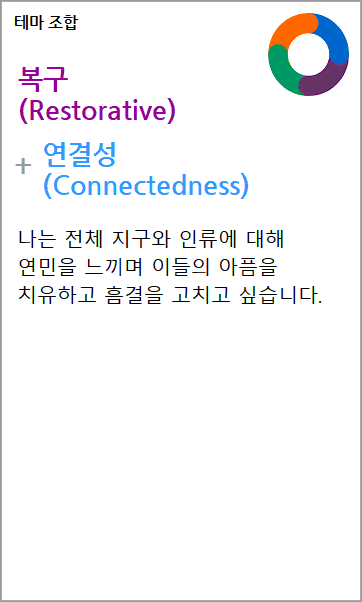 테마 조합
복구
(Restorative)
+ 연결성
(Connectedness)
나는 전체 지구와 인류에 대해
연민을 느끼며 이들의 아픔을
치유하고 흠결을 고치고 싶습니다.